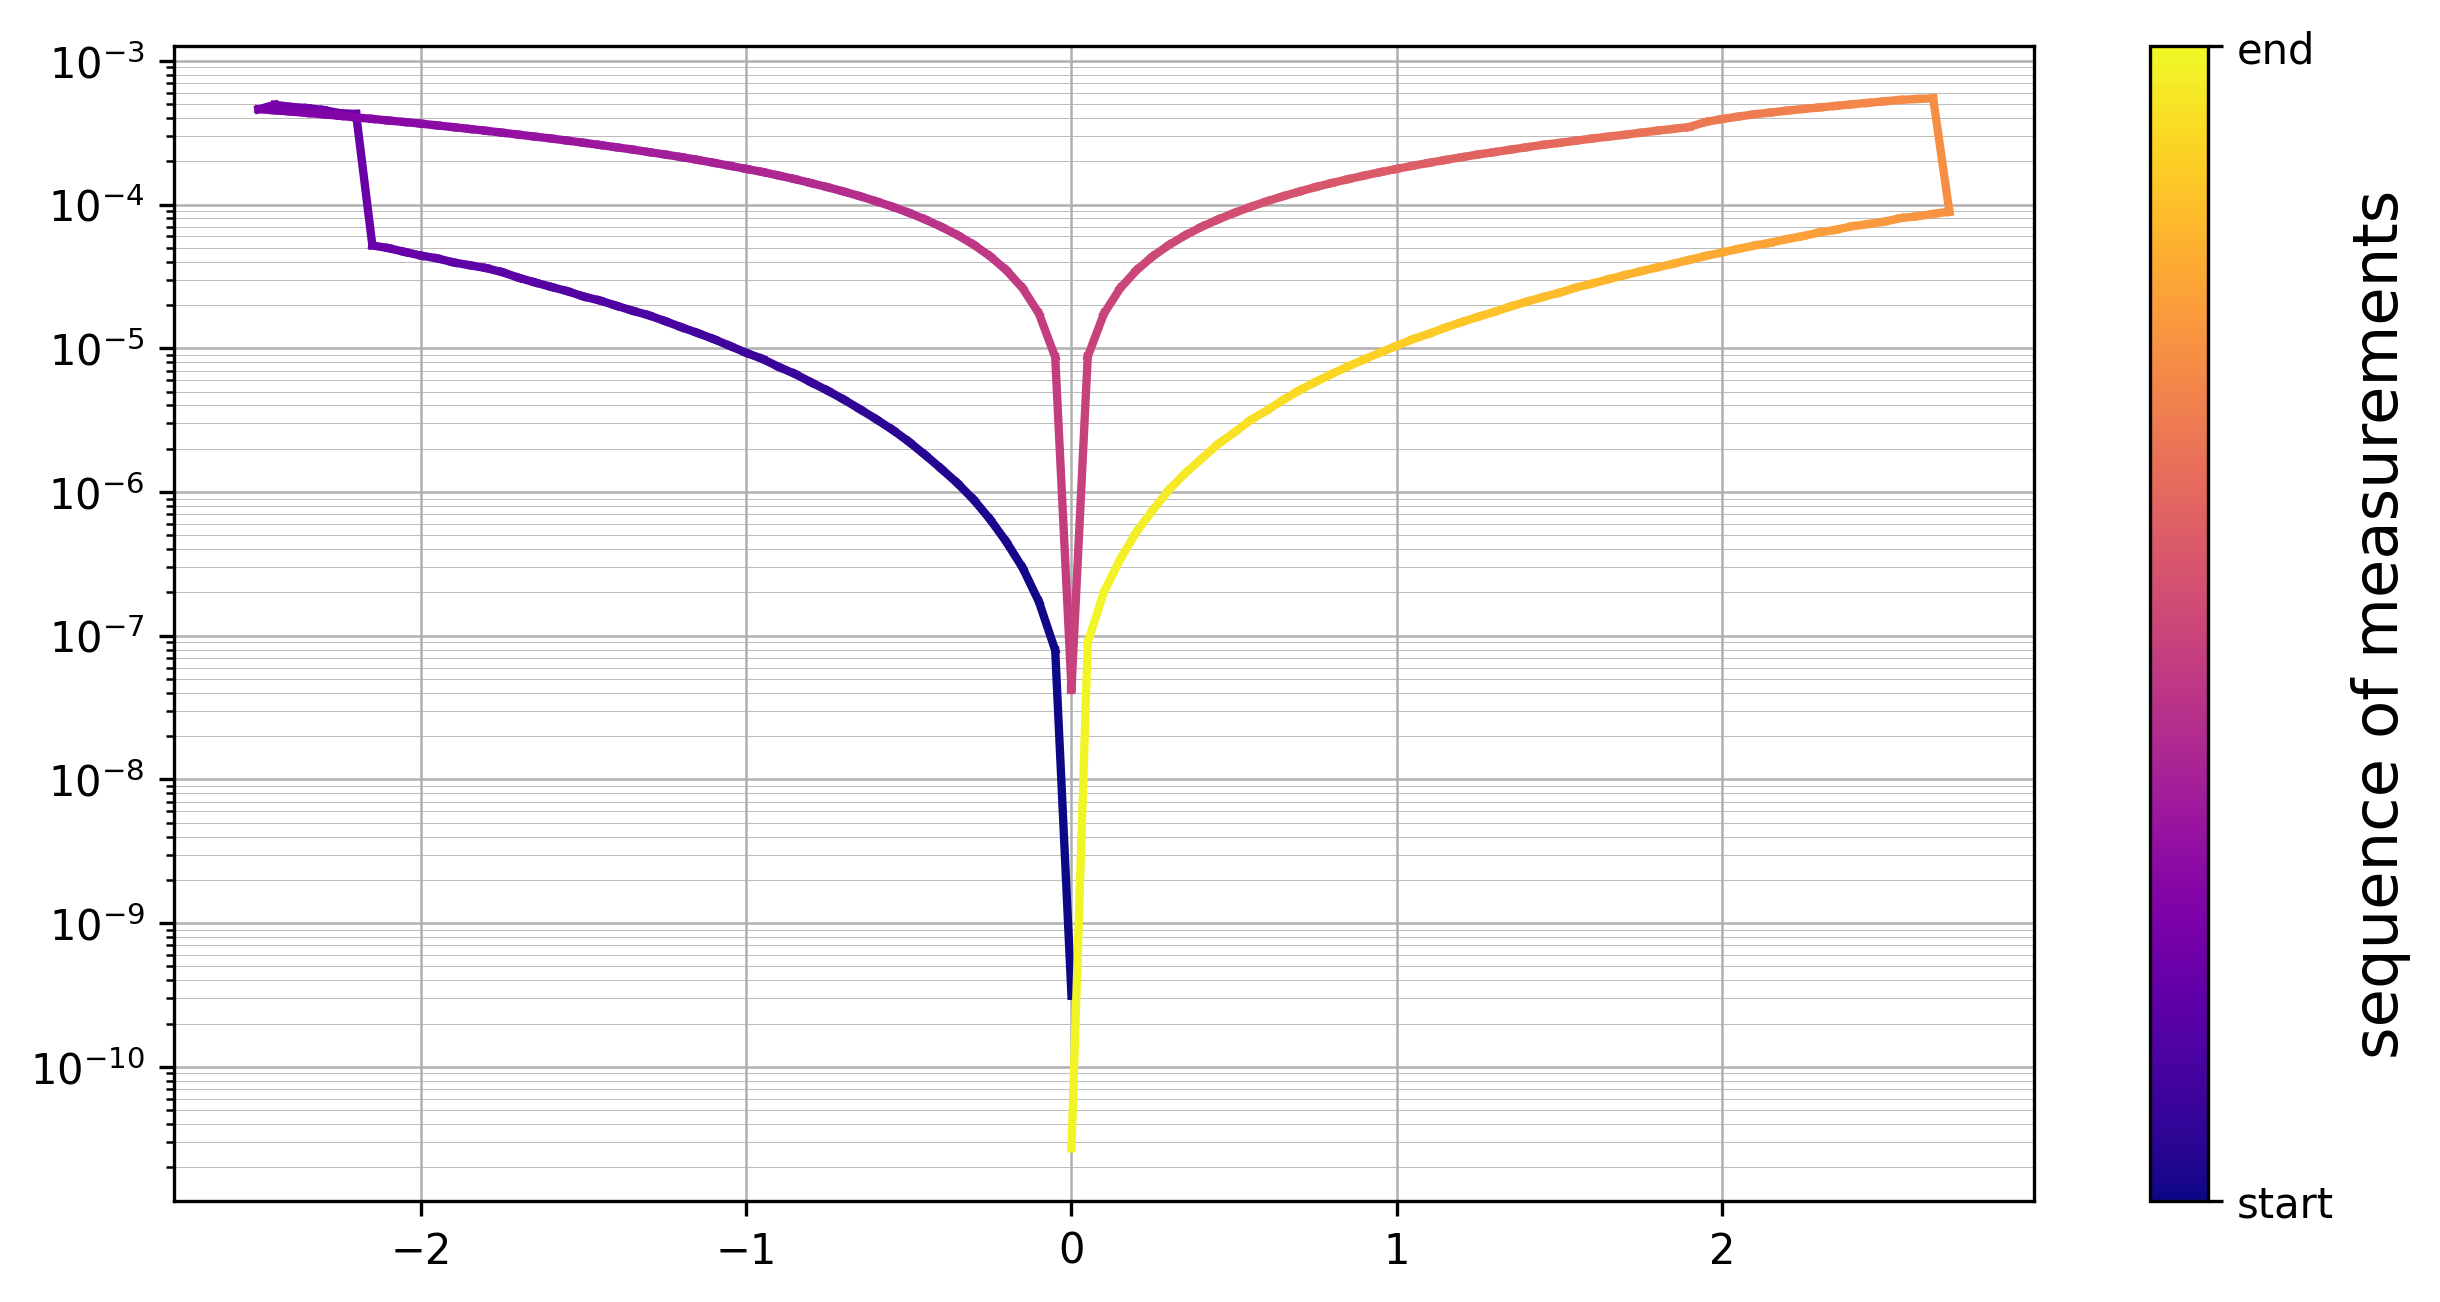 10⁻³
10⁻⁴
10⁻⁵
10⁻⁶
10⁻⁷
10⁻⁸
10⁻⁹
10⁻¹⁰
−2 −1 0 1 2
end
start
sequence of measurements